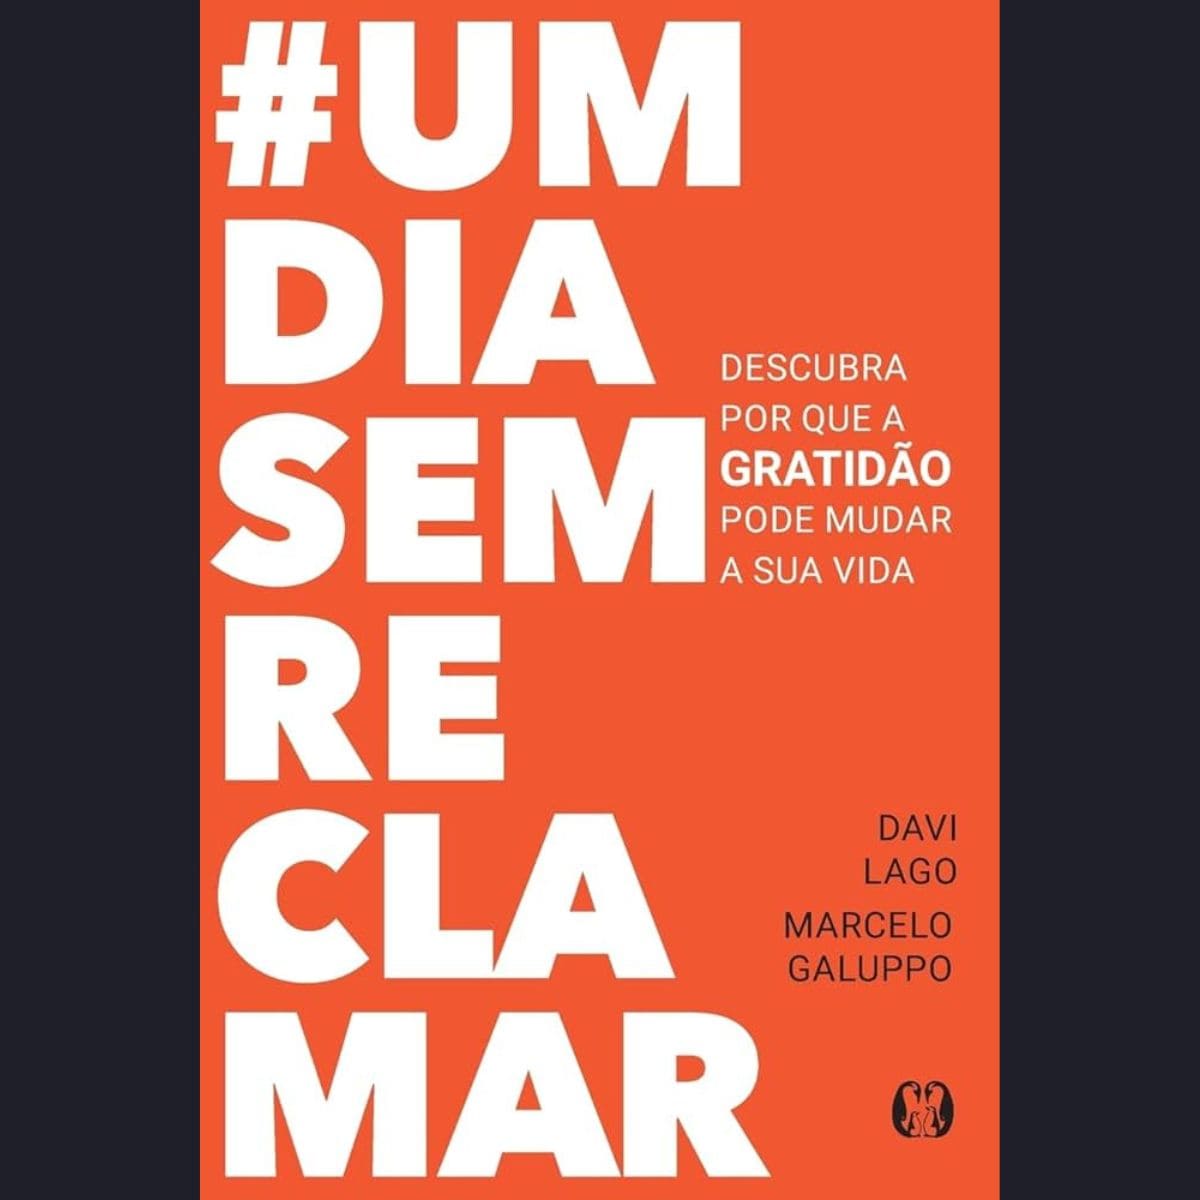 #UM
DIA
SEM
RE
CLA
MAR
DESCUBRA
POR QUE A
GRATIDÃO
PODE MUDAR
A SUA VIDA
DAVI
LAGO
MARCELO
GALUPPO